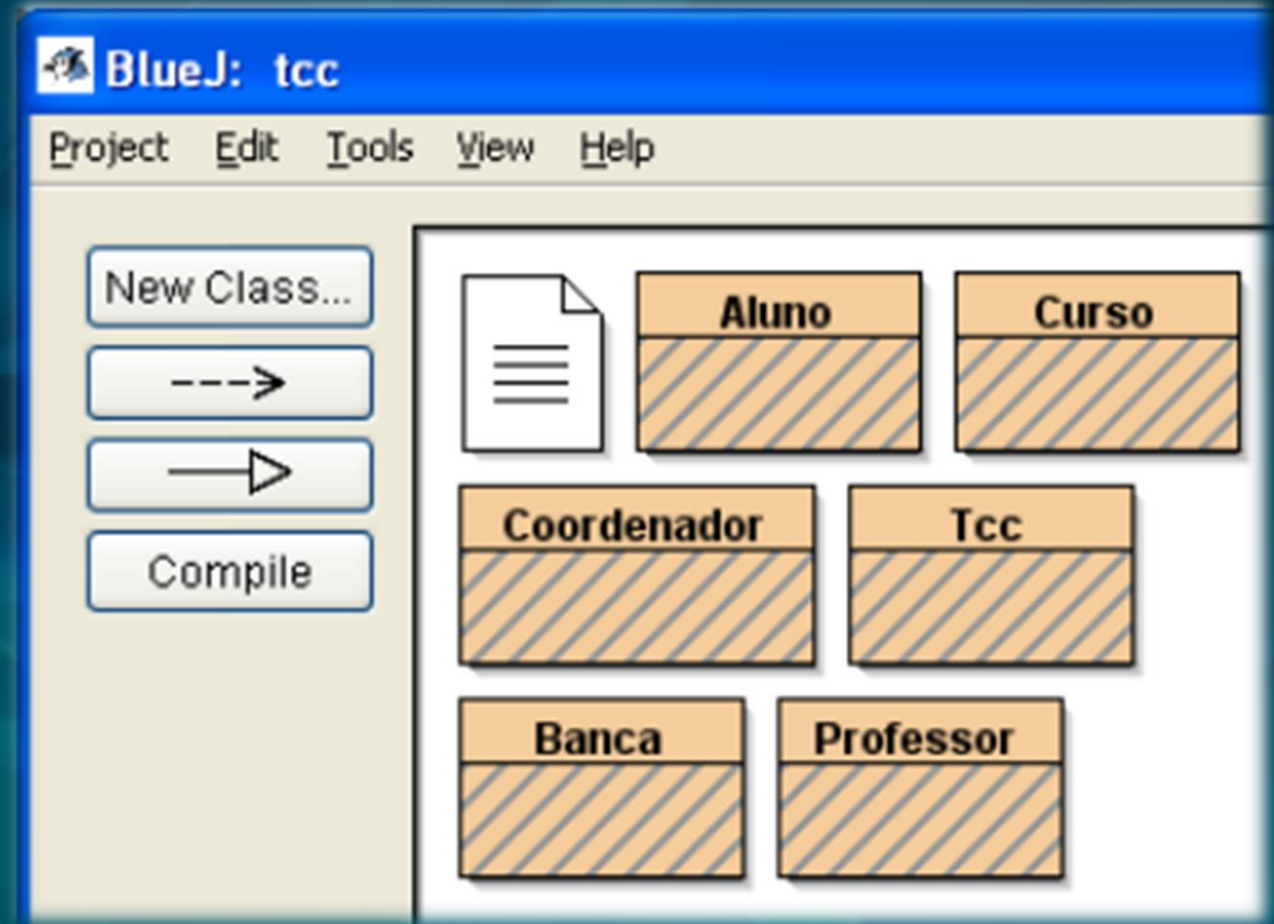 BlueJ: tcc
Project Edit Tools View Help
New Class...
Compile
Aluno Curso
Coordenador Tcc
Banca Professor